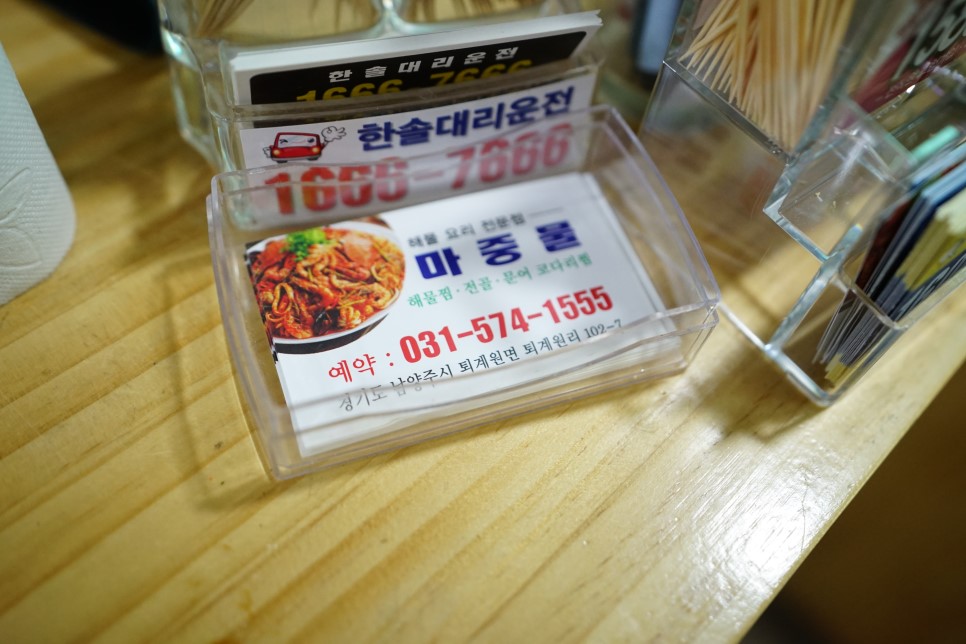 한솔대리운전
1666-7666
한솔대리운전
1666-7666
해물 요리 전문점
마중물
해물찜·전골·문어 코다리찜
예약 : 031-574-1555
경기도 남양주시 퇴계원면 퇴계원리 102-7